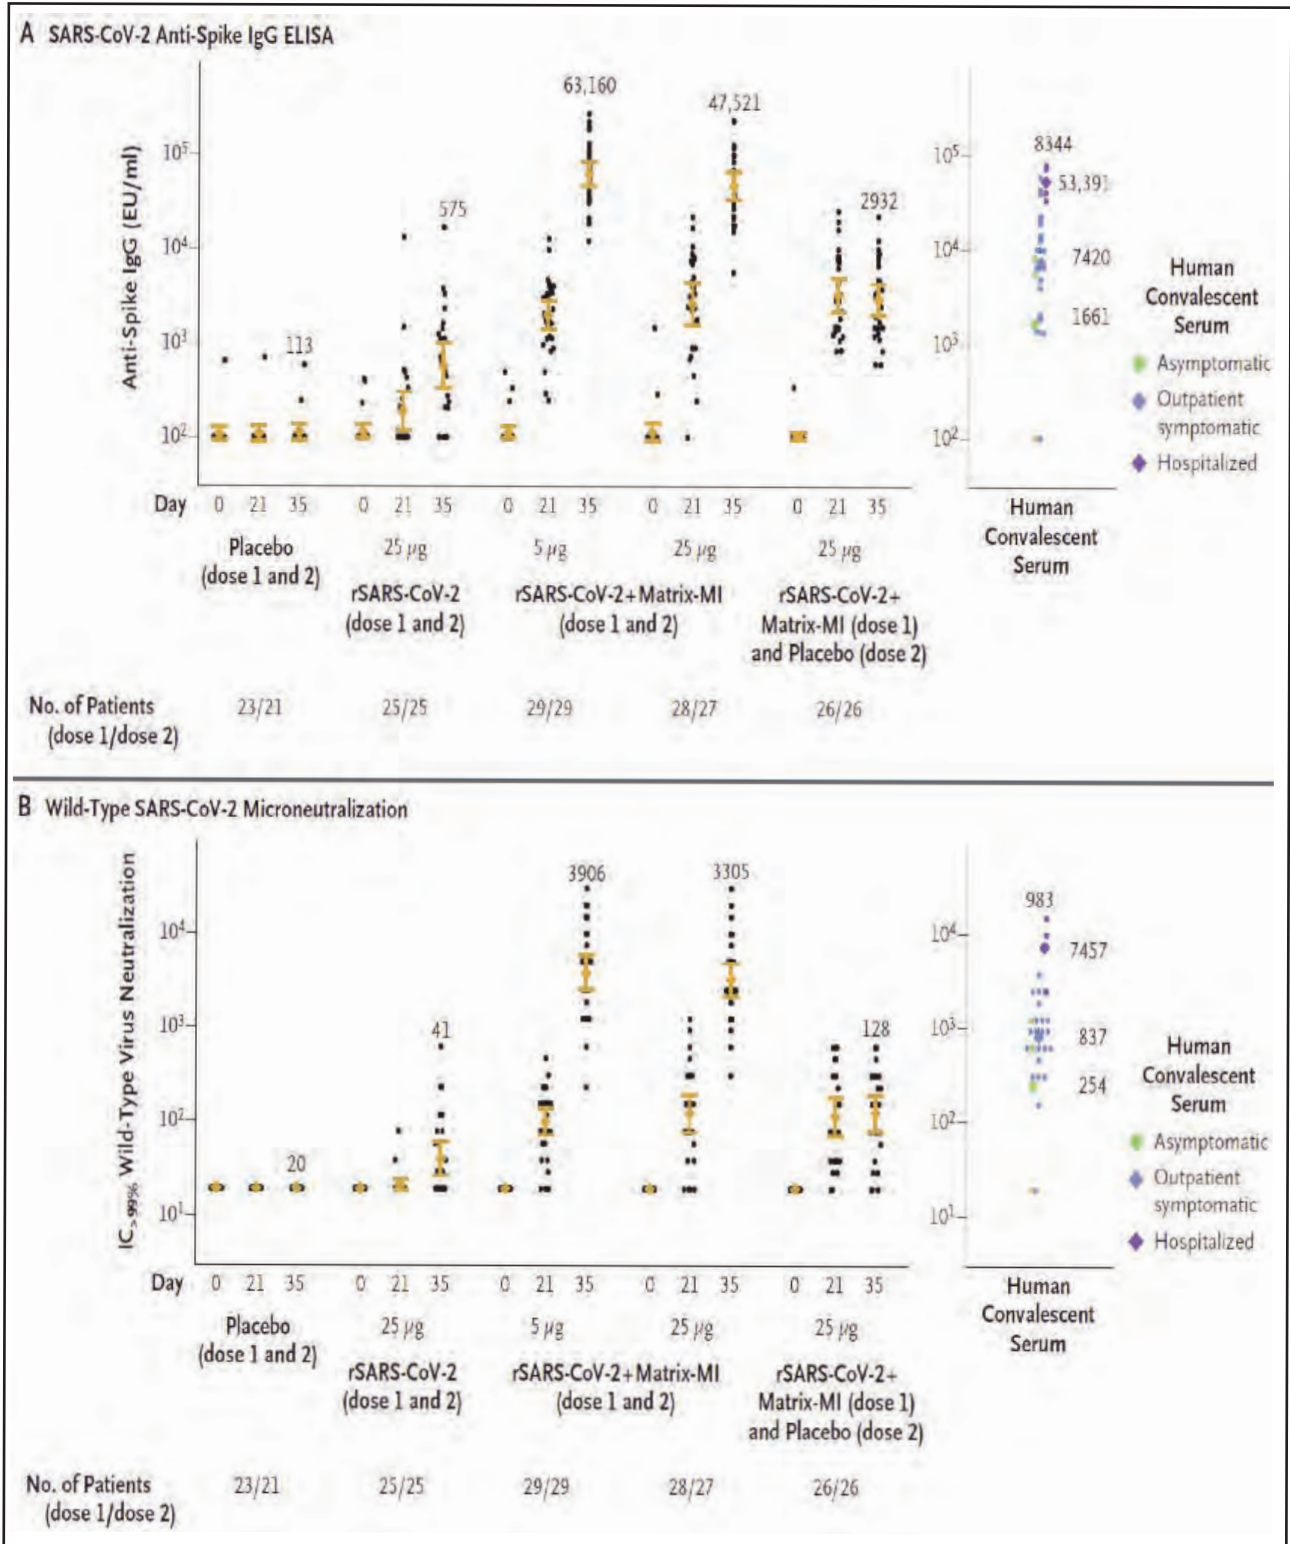 A SARS-CoV-2 Anti-Spike IgG ELISA
Anti-Spike IgG (EU/ml)
10⁵
10⁴
10³
10²
113
575
63,160
47,521
2932
10⁵
10⁴
10³
10²
8344
53,391
7420
1661
Human
Convalescent
Serum
Asymptomatic
Outpatient
symptomatic
Hospitalized
Day 0 21 35 0 21 35 0 21 35 0 21 35 0 21 35
Placebo
(dose 1 and 2)
25 µg
rSARS-CoV-2
(dose 1 and 2)
5 µg
25 µg
rSARS-CoV-2+Matrix-MI
(dose 1 and 2)
25 µg
rSARS-CoV-2+
Matrix-MI (dose 1)
and Placebo (dose 2)
Human
Convalescent
Serum
No. of Patients
(dose 1/dose 2)
23/21 25/25 29/29 28/27 26/26
B Wild-Type SARS-CoV-2 Microneutralization
IC>99% Wild-Type Virus Neutralization
10⁴
10³
10²
10¹
20
41
3906
3305
128
10⁴
10³
10²
10¹
983
7457
837
254
Human
Convalescent
Serum
Asymptomatic
Outpatient
symptomatic
Hospitalized
Day 0 21 35 0 21 35 0 21 35 0 21 35 0 21 35
Placebo
(dose 1 and 2)
25 µg
rSARS-CoV-2
(dose 1 and 2)
5 µg
25 µg
rSARS-CoV-2+Matrix-MI
(dose 1 and 2)
25 µg
rSARS-CoV-2+
Matrix-MI (dose 1)
and Placebo (dose 2)
Human
Convalescent
Serum
No. of Patients
(dose 1/dose 2)
23/21 25/25 29/29 28/27 26/26